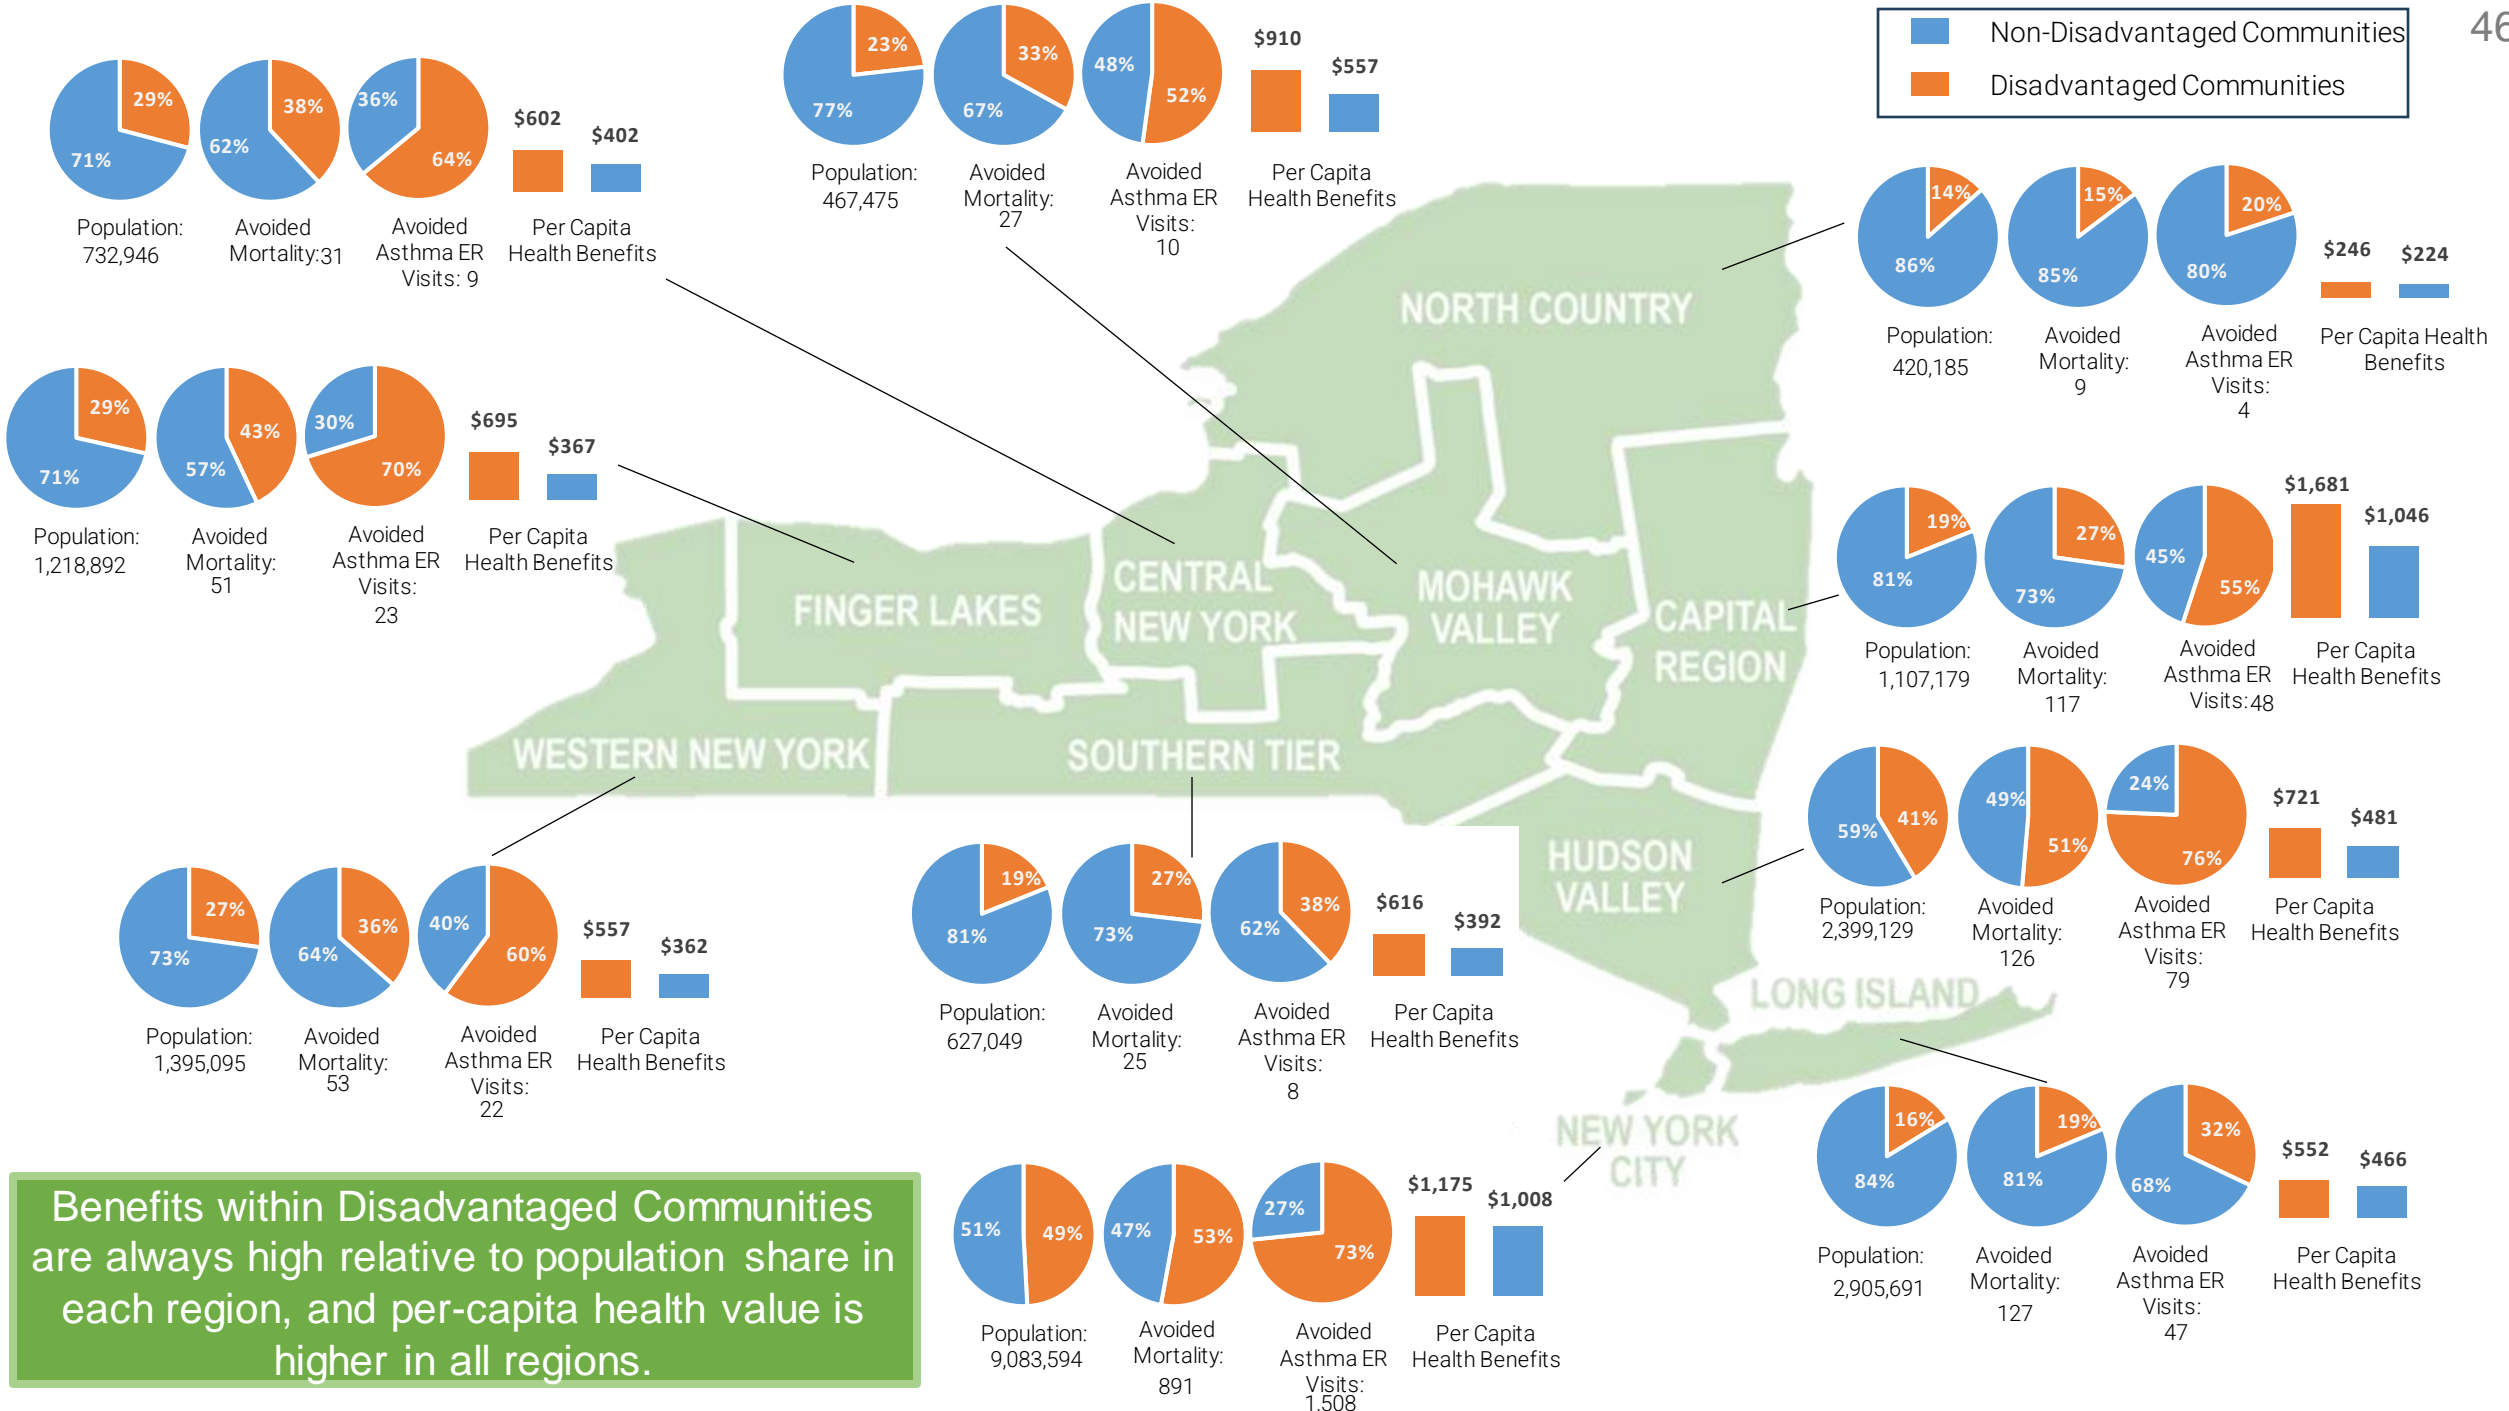 46
Non-Disadvantaged Communities
Disadvantaged Communities
29%
71%
38%
62%
36%
64%
$602
$402
Population:
732,946
Avoided
Mortality:31
Avoided
Asthma ER
Visits: 9
Per Capita
Health Benefits
23%
77%
33%
67%
48%
52%
$910
$557
Population:
467,475
Avoided
Mortality:
27
Avoided
Asthma ER
Visits:
10
Per Capita
Health Benefits
14%
86%
15%
85%
20%
80%
$246
$224
Population:
420,185
Avoided
Mortality:
9
Avoided
Asthma ER
Visits:
4
Per Capita Health
Benefits
29%
71%
43%
57%
30%
70%
$695
$367
Population:
1,218,892
Avoided
Mortality:
51
Avoided
Asthma ER
Visits:
23
Per Capita
Health Benefits
NORTH COUNTRY
FINGER LAKES
CENTRAL
NEW YORK
MOHAWK
VALLEY
CAPITAL
REGION
WESTERN NEW YORK
SOUTHERN TIER
HUDSON
VALLEY
LONG ISLAND
NEW YORK
CITY
19%
81%
27%
73%
45%
55%
$1,681
$1,046
Population:
1,107,179
Avoided
Mortality:
117
Avoided
Asthma ER
Visits:48
Per Capita
Health Benefits
59%
41%
49%
51%
24%
76%
$721
$481
Population:
2,399,129
Avoided
Mortality:
126
Avoided
Asthma ER
Visits:
79
Per Capita
Health Benefits
27%
73%
36%
64%
40%
60%
$557
$362
Population:
1,395,095
Avoided
Mortality:
53
Avoided
Asthma ER
Visits:
22
Per Capita
Health Benefits
19%
81%
27%
73%
38%
62%
$616
$392
Population:
627,049
Avoided
Mortality:
25
Avoided
Asthma ER
Visits:
8
Per Capita
Health Benefits
16%
84%
19%
81%
32%
68%
$552
$466
Population:
2,905,691
Avoided
Mortality:
127
Avoided
Asthma ER
Visits:
47
Per Capita
Health Benefits
51%
49%
47%
53%
27%
73%
$1,175
$1,008
Population:
9,083,594
Avoided
Mortality:
891
Avoided
Asthma ER
Visits:
1,508
Per Capita
Health Benefits
Benefits within Disadvantaged Communities
are always high relative to population share in
each region, and per-capita health value is
higher in all regions.